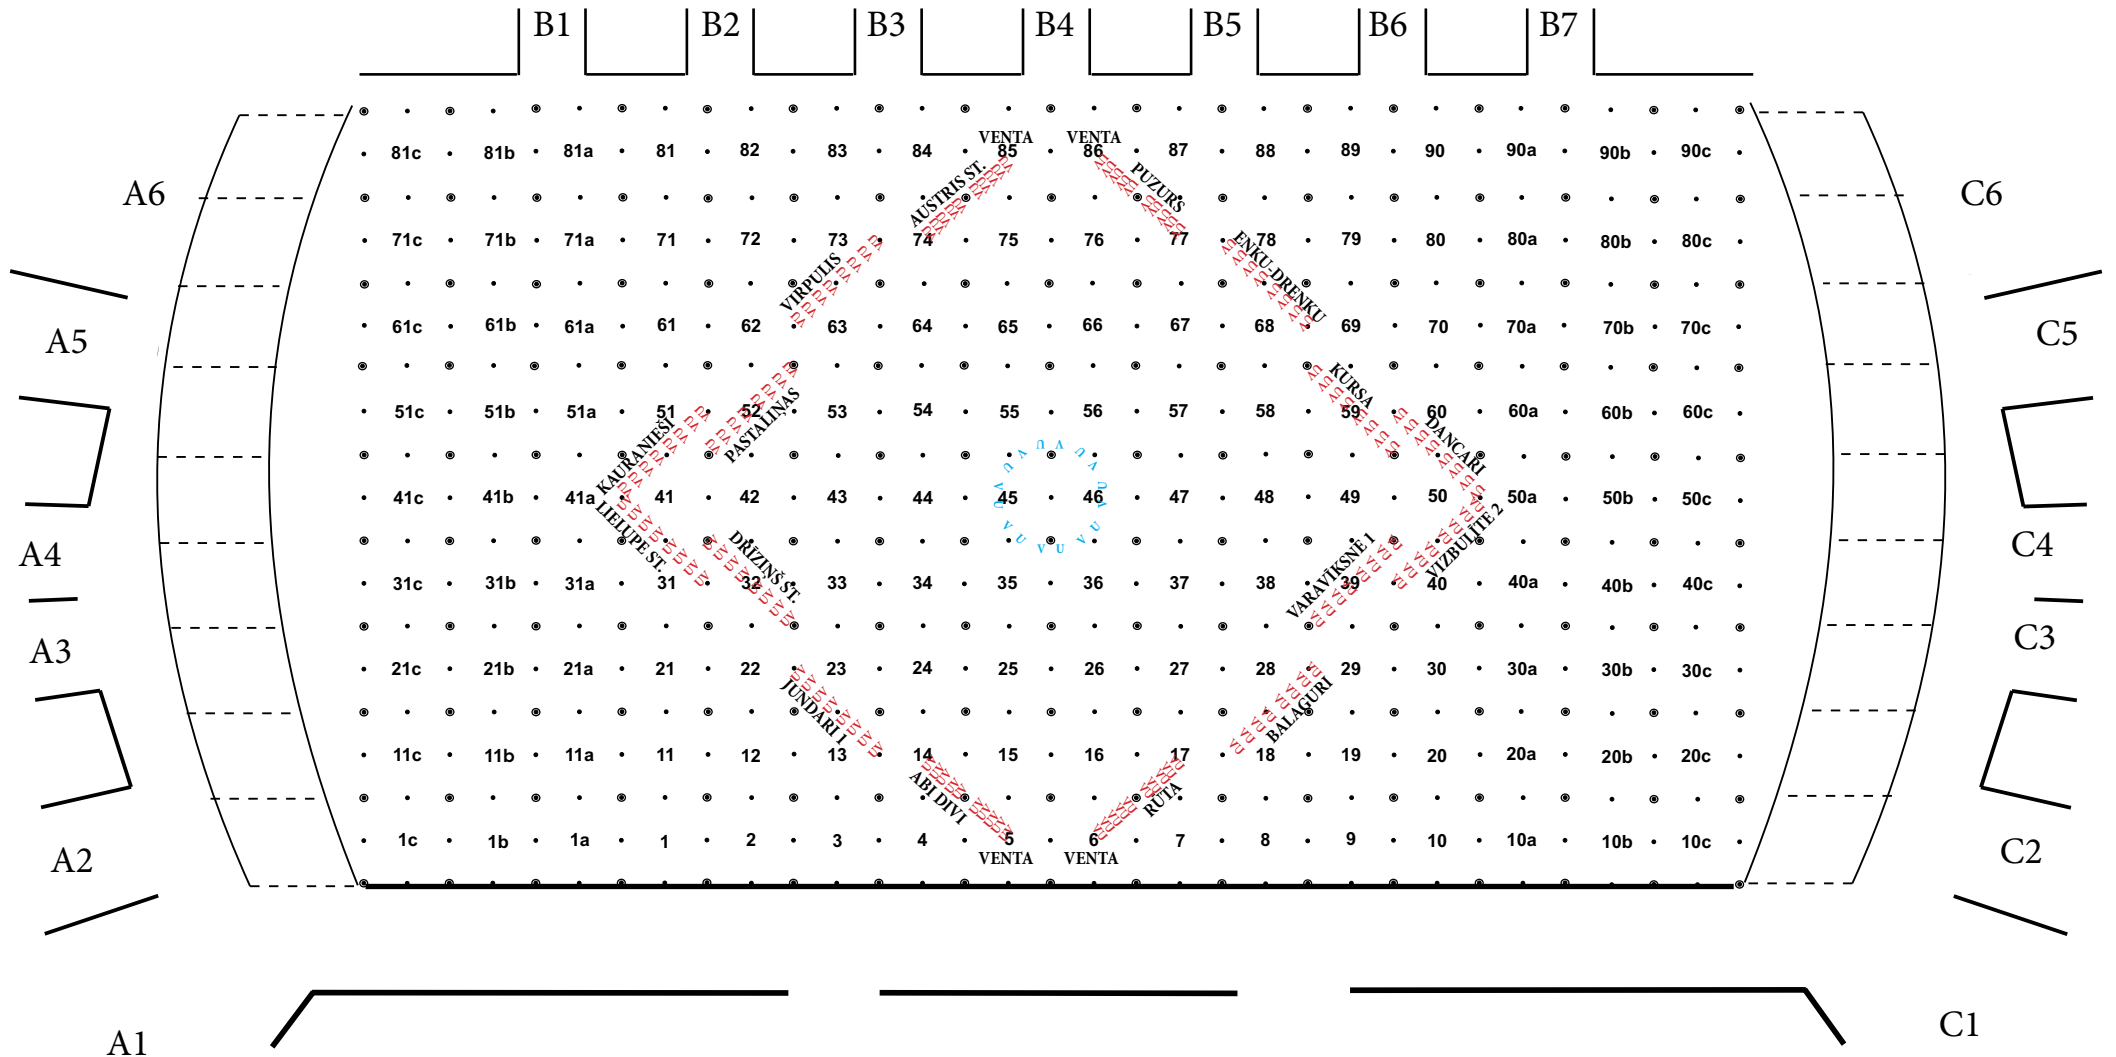 B1 B2 B3 B4 B5 B6 B7
VENTA VENTA
81c 81b 81a 81 82 83 84 85 86 87 88 89 90 90a 90b 90c
A6 AUSTRIS ST. PUZURS C6
71c 71b 71a 71 72 73 74 75 76 77 78 79 80 80a 80b 80c
VIRPULIS ENKU-DRENKU
61c 61b 61a 61 62 63 64 65 66 67 68 69 70 70a 70b 70c
A5 C5
KURSA
51c 51b 51a 51 52 53 54 55 56 57 58 59 60 60a 60b 60c
KAURANIEŠI PASTALIŅAS DANCARI
41c 41b 41a 41 42 43 44 45 46 47 48 49 50 50a 50b 50c
A4 LIELUPE ST. DRĪZIŅŠ ST. VARAVĪKSNE 1 VIZBULĪTE 2 C4
31c 31b 31a 31 32 33 34 35 36 37 38 39 40 40a 40b 40c
A3 C3
21c 21b 21a 21 22 23 24 25 26 27 28 29 30 30a 30b 30c
JUNDARI 1 BALAGURI
11c 11b 11a 11 12 13 14 15 16 17 18 19 20 20a 20b 20c
ABI DIVI RŪTA
1c 1b 1a 1 2 3 4 5 6 7 8 9 10 10a 10b 10c
A2 VENTA VENTA C2
A1 C1